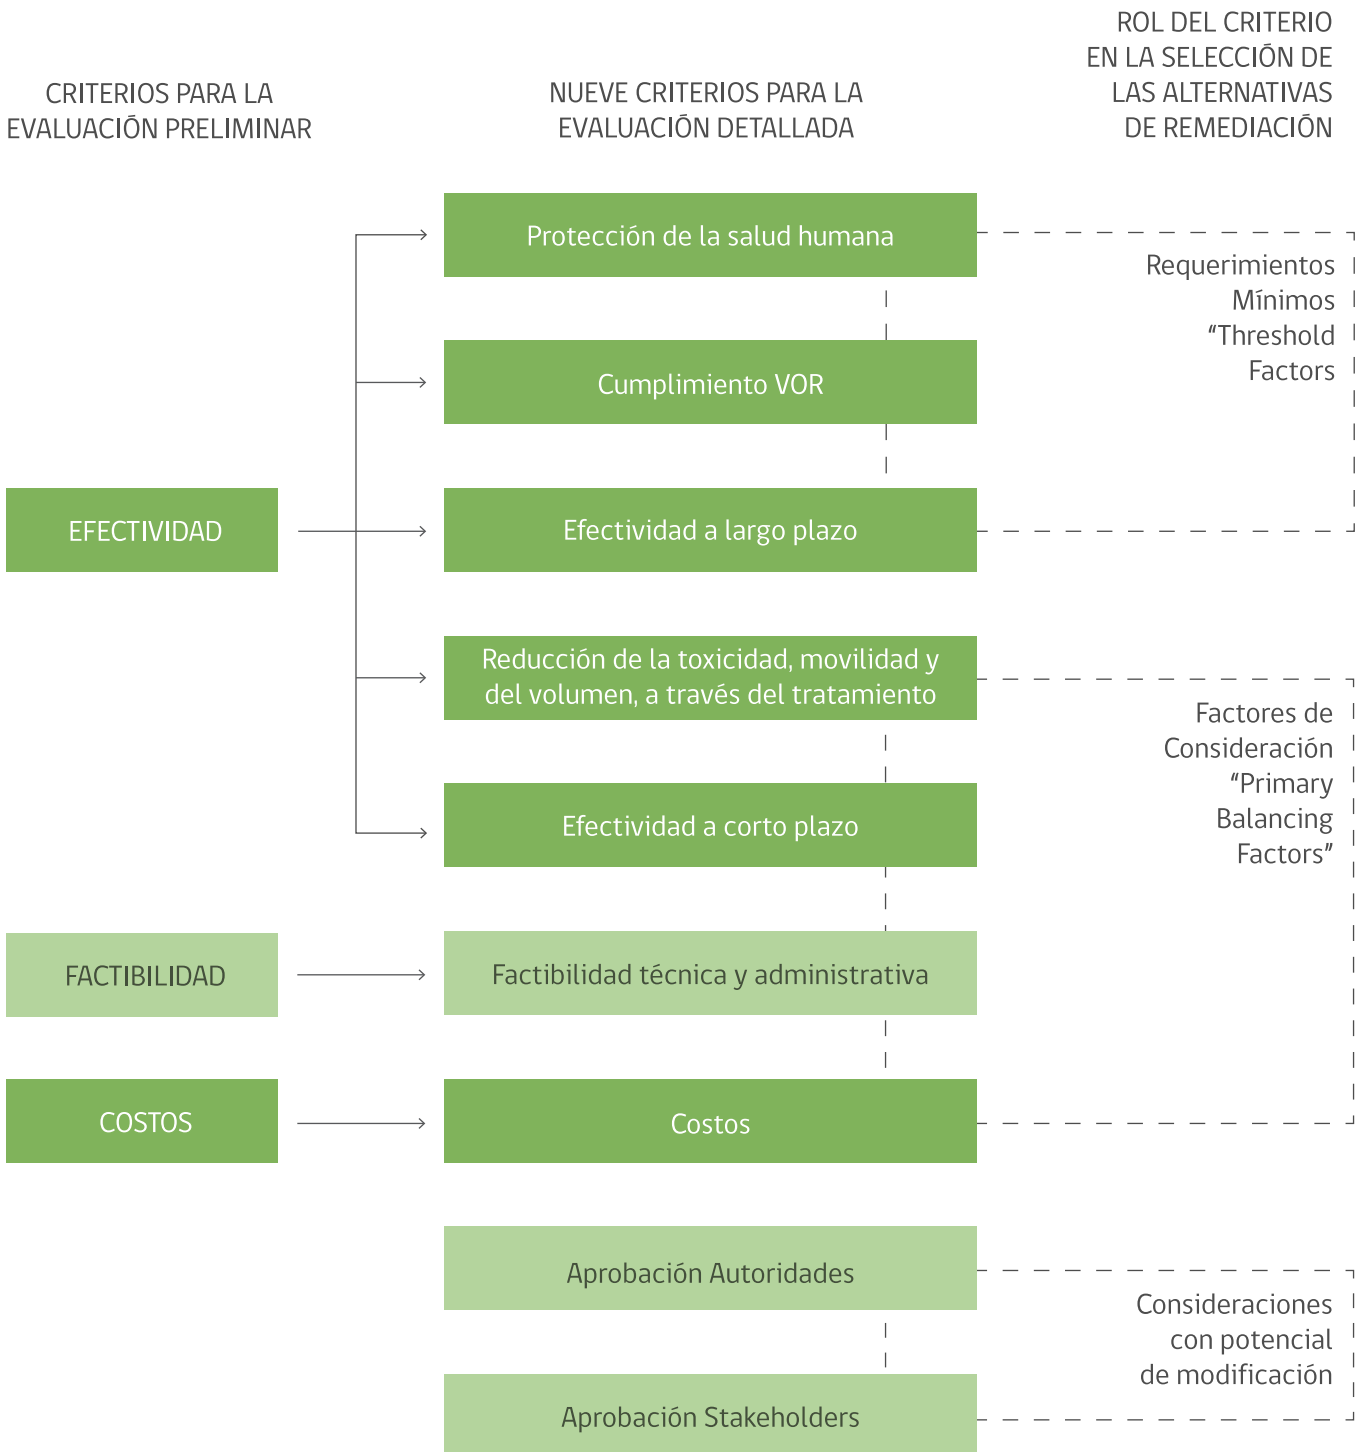 CRITERIOS PARA LA
EVALUACIÓN PRELIMINAR
NUEVE CRITERIOS PARA LA
EVALUACIÓN DETALLADA
ROL DEL CRITERIO
EN LA SELECCIÓN DE
LAS ALTERNATIVAS
DE REMEDIACIÓN
Protección de la salud humana
Requerimientos
Mínimos
“Threshold
Factors
Cumplimiento VOR
EFECTIVIDAD
Efectividad a largo plazo
Reducción de la toxicidad, movilidad y
del volumen, a través del tratamiento
Factores de
Consideración
“Primary
Balancing
Factors”
Efectividad a corto plazo
FACTIBILIDAD
Factibilidad técnica y administrativa
COSTOS
Costos
Aprobación Autoridades
Consideraciones
con potencial
de modificación
Aprobación Stakeholders